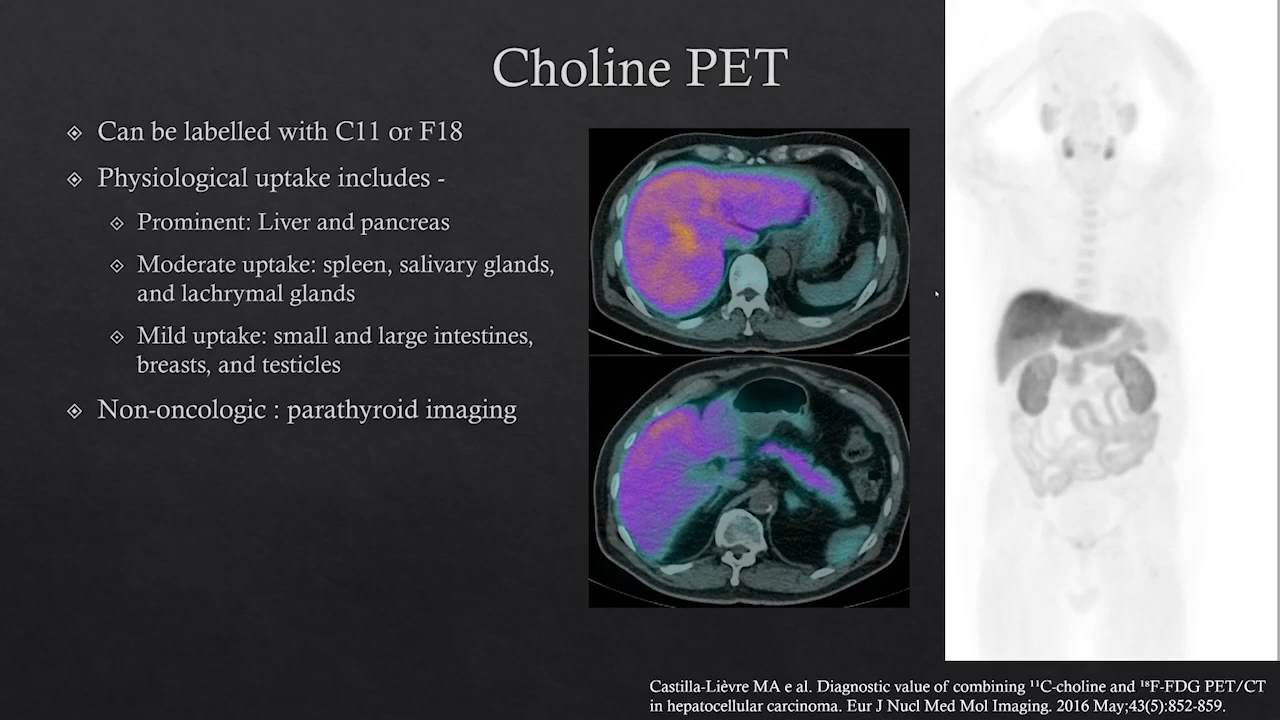 Choline PET
Can be labelled with C11 or F18
Physiological uptake includes -
Prominent: Liver and pancreas
Moderate uptake: spleen, salivary glands,
and lachrymal glands
Mild uptake: small and large intestines,
breasts, and testicles
Non-oncologic : parathyroid imaging
Castilla-Lièvre MA e al. Diagnostic value of combining ¹¹C-choline and ¹⁸F-FDG PET/CT
in hepatocellular carcinoma. Eur J Nucl Med Mol Imaging. 2016 May;43(5):852-859.